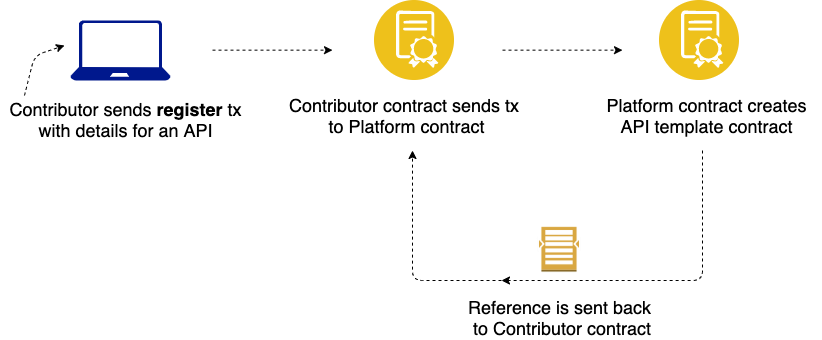 Contributor sends register tx
with details for an API
Contributor contract sends tx
to Platform contract
Platform contract creates
API template contract
Reference is sent back
to Contributor contract